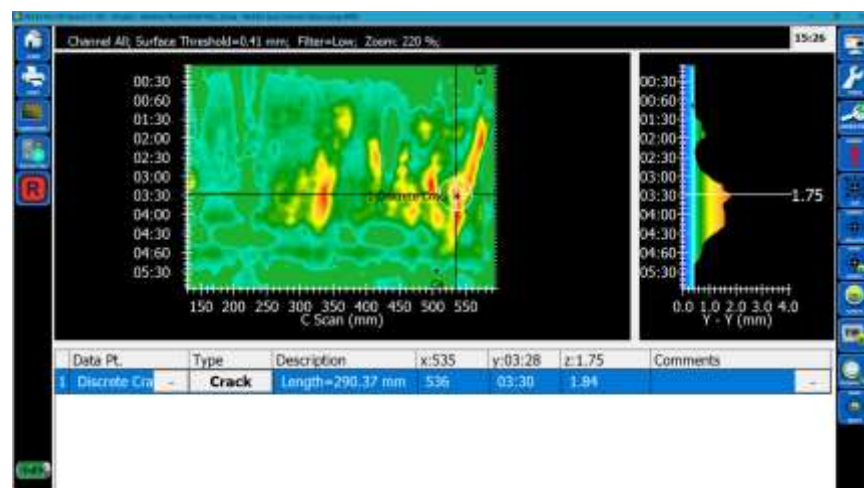 Channel All; Surface Threshold=0.41 mm; Filter=Low; Zoom: 220 %;
15:26
00:30
00:60
01:30
02:00
02:30
03:00
03:30
04:00
04:30
04:60
05:30
1 Discrete Crac
150 200 250 300 350 400 450 500 550
C Scan (mm)
00:30
00:60
01:30
02:00
02:30
03:00
03:30
04:00
04:30
04:60
05:30
1.75
0.0 1.0 2.0 3.0 4.0
Y - Y (mm)
Data Pt. Type Description x:535 y:03:28 z:1.75 Comments
1 Discrete Cra Crack Length=290.37 mm 536 03:30 1.84
R